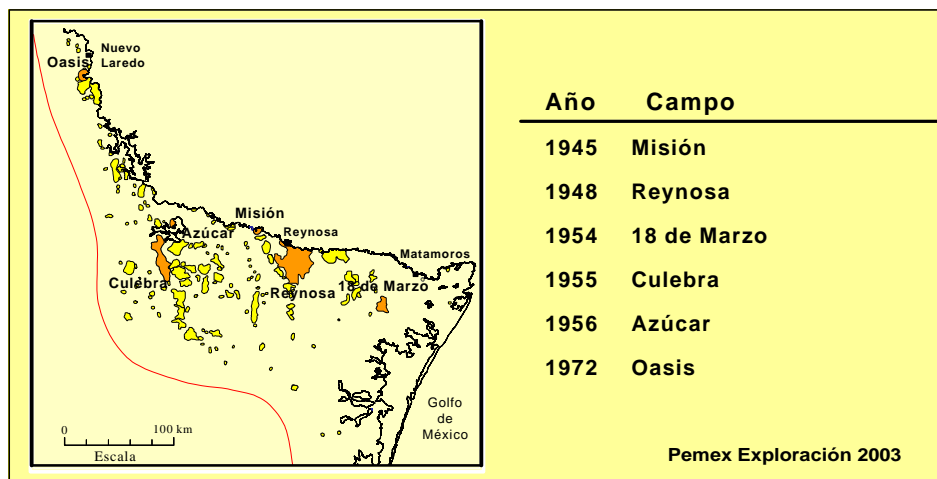 Nuevo
Laredo
Oasis
Misión
Azúcar
Reynosa
Matamoros
Culebra
Reynosa
18 de Marzo
Golfo
de
México
0 100 km
Escala
Año Campo
1945 Misión
1948 Reynosa
1954 18 de Marzo
1955 Culebra
1956 Azúcar
1972 Oasis
Pemex Exploración 2003